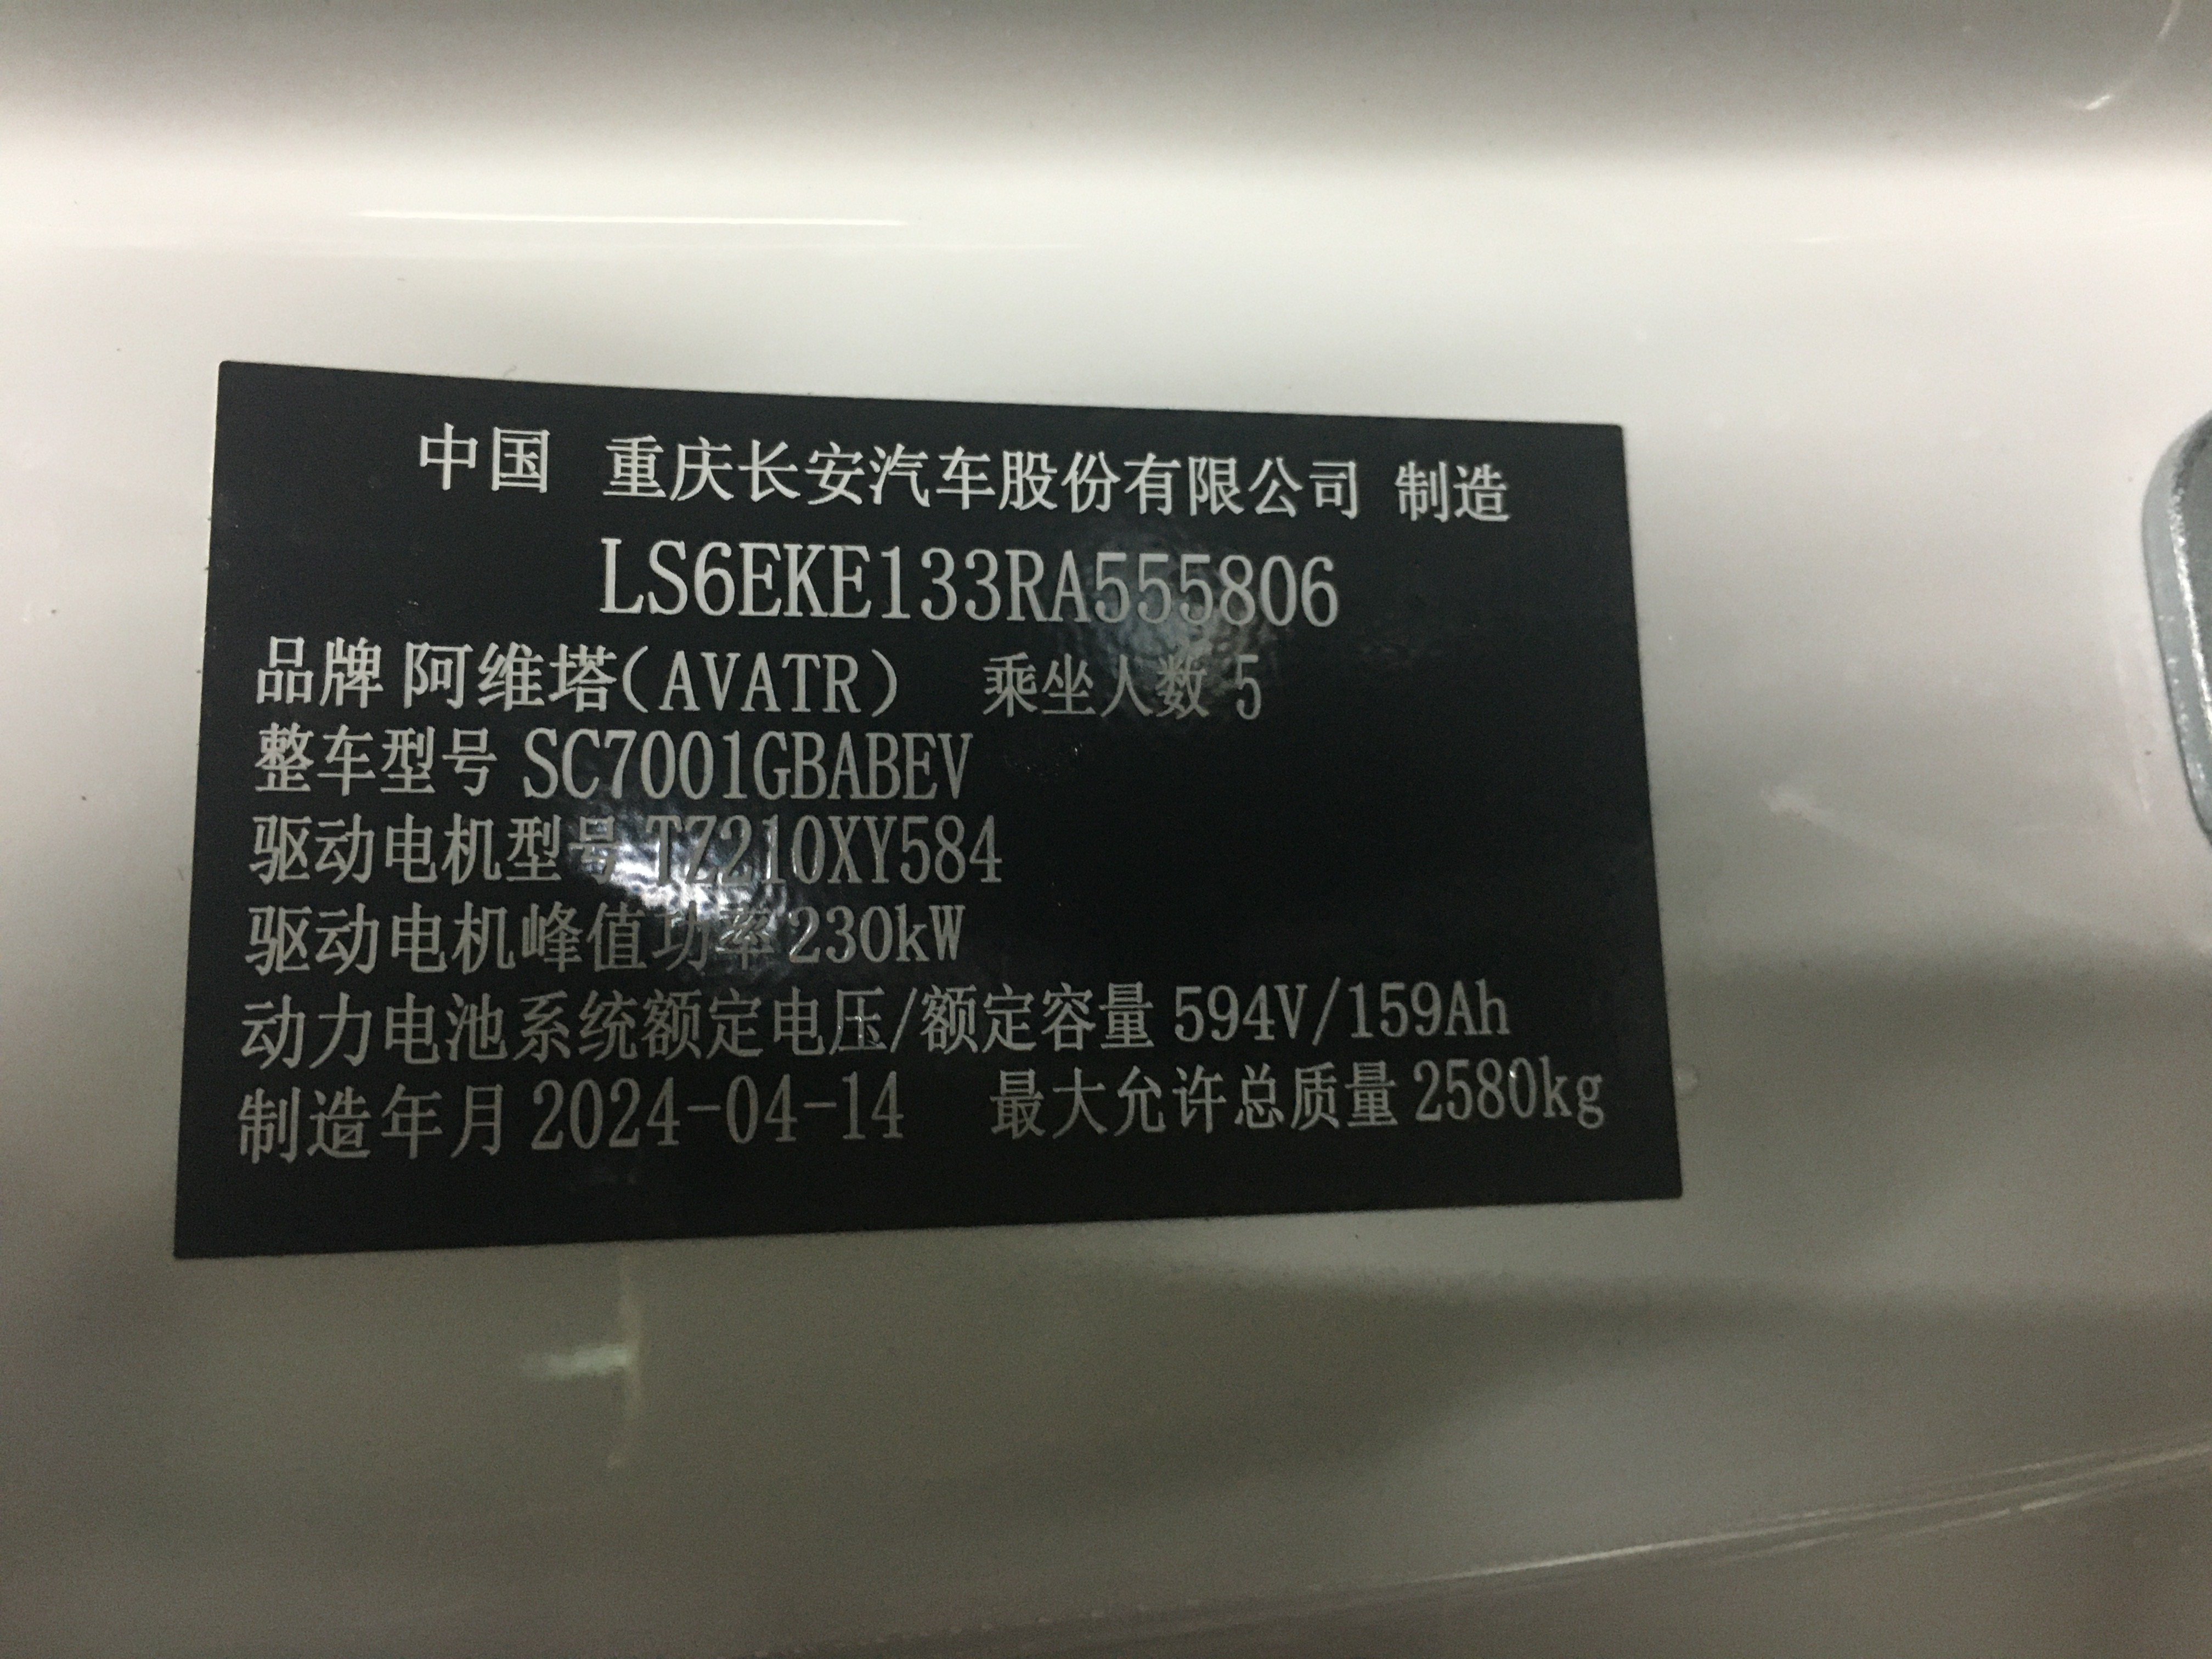 中国 重庆长安汽车股份有限公司 制造
LS6EKE133RA555806
品牌 阿维塔(AVATR) 乘坐人数 5
整车型号 SC7001GBABEV
驱动电机型号 TZ210XY584
驱动电机峰值功率 230kW
动力电池系统额定电压/额定容量 594V/159Ah
制造年月 2024-04-14 最大允许总质量 2580kg